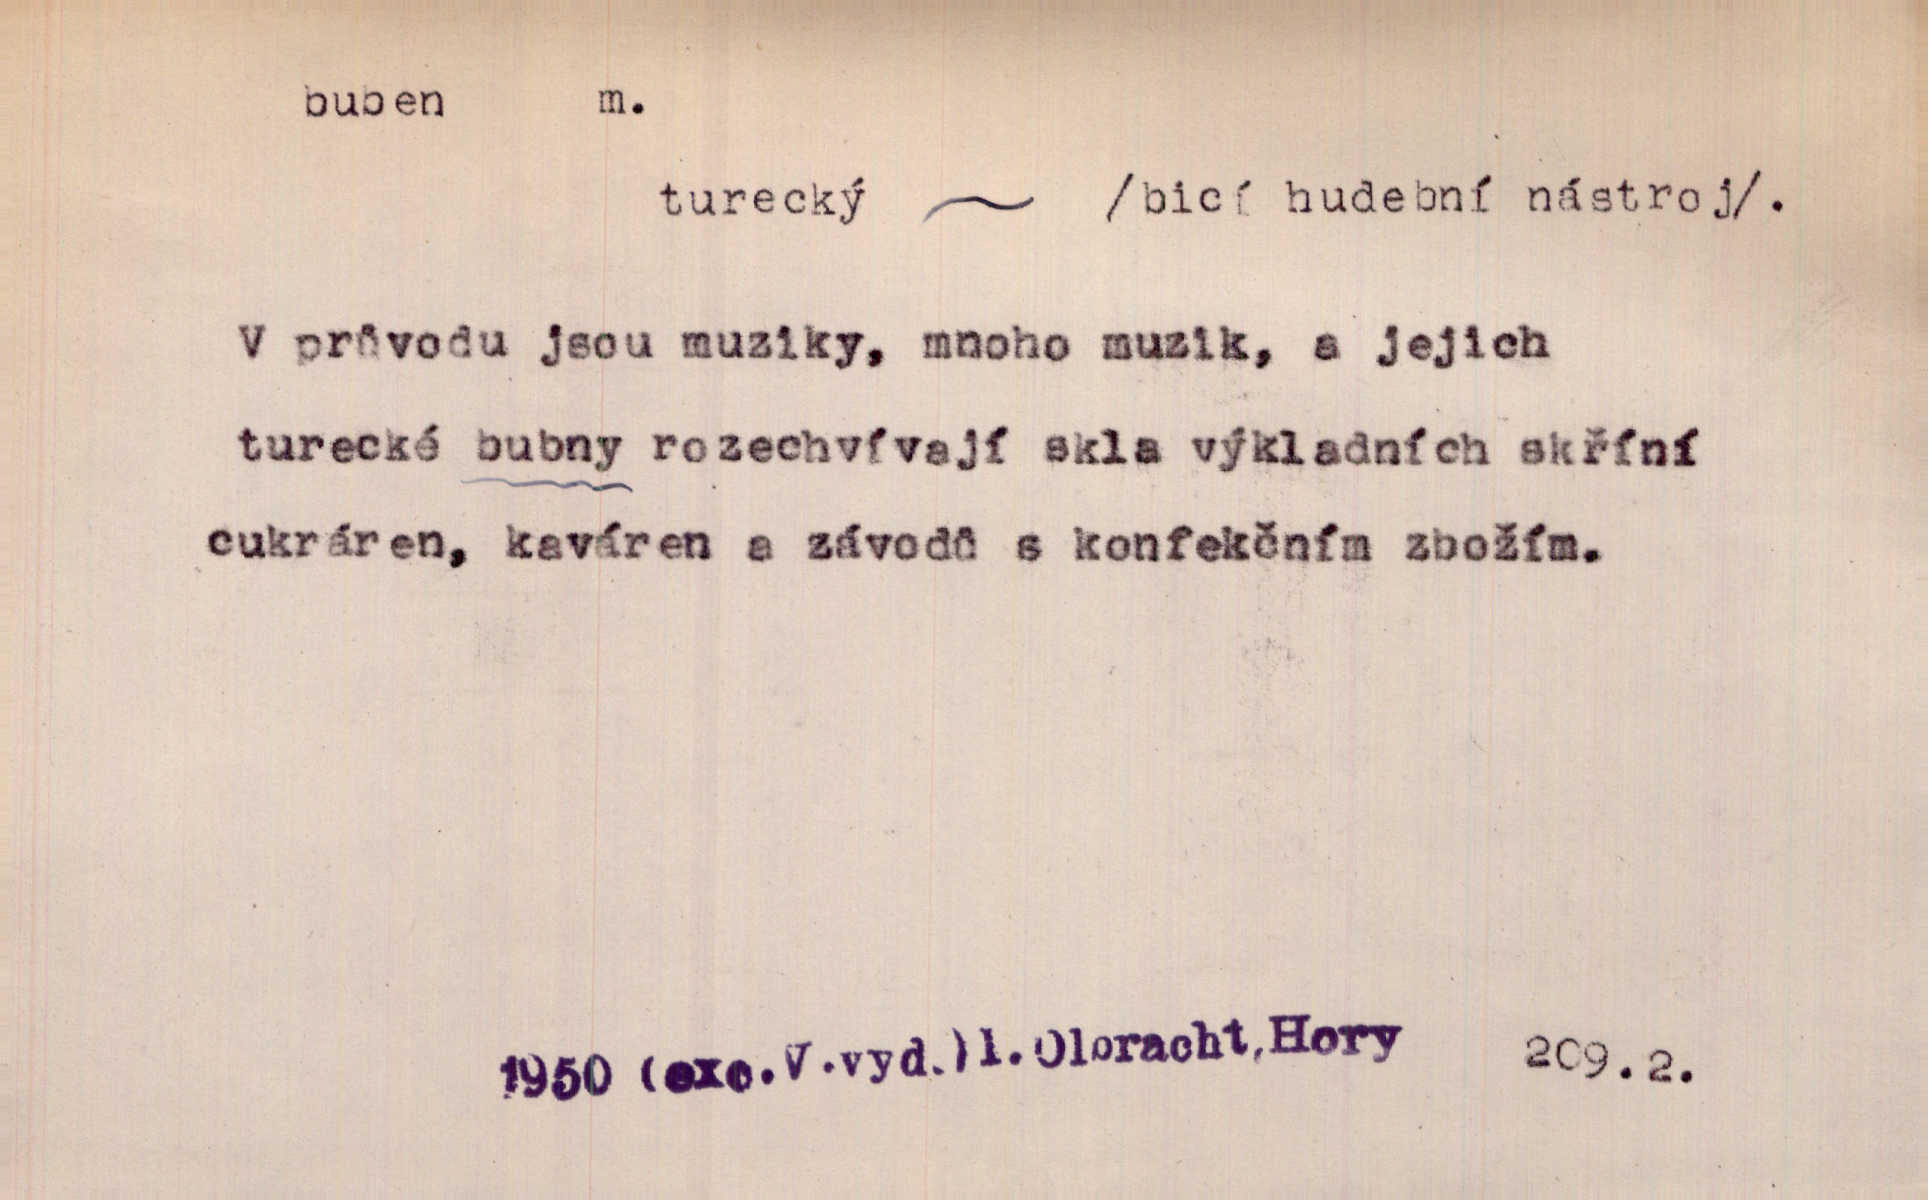 buben m.
turecký ~ /bicí hudební nástroj/.
V průvodu jsou muziky, mnoho muzik, a jejich
turecké bubny rozechvívají skla výkladních skříní
cukráren, kaváren a závodů s konfekčním zbožím.
1950 (exc.V.vyd.) I. Olbracht, Hory 209.2.